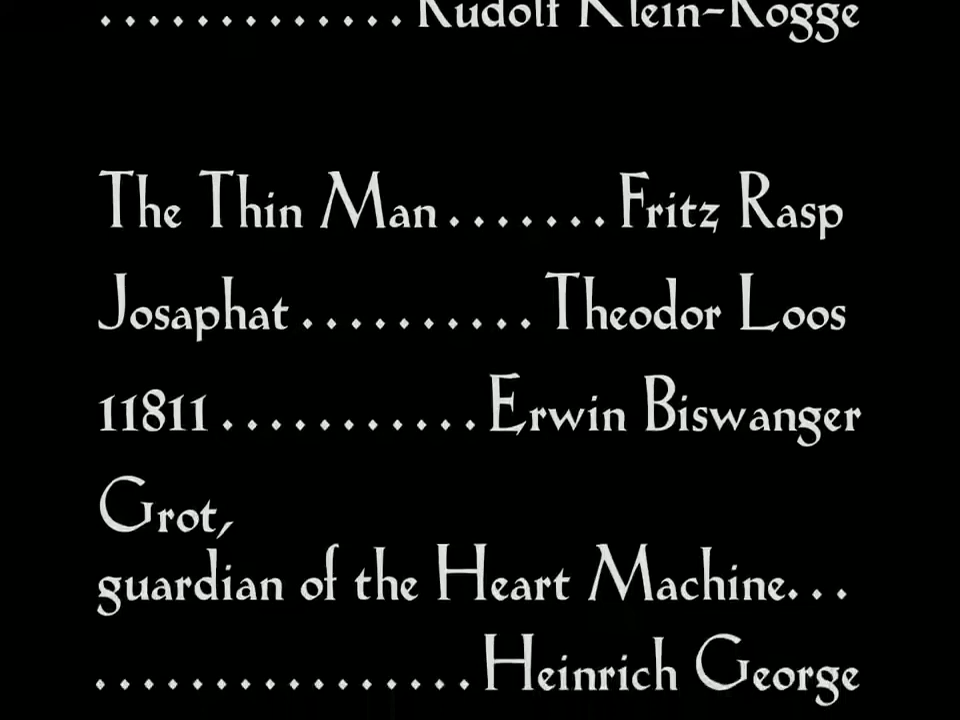 ............. Rudolf Klein-Rogge
The Thin Man.......Fritz Rasp
Josaphat..........Theodor Loos
11811...........Erwin Biswanger
Grot,
guardian of the Heart Machine...
................Heinrich George